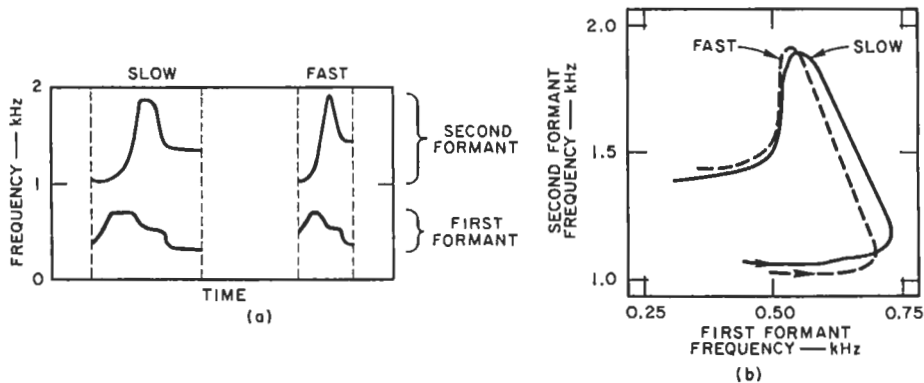 SLOW
FAST
2
1
0
FREQUENCY — kHz
SECOND
FORMANT
FIRST
FORMANT
TIME
(a)
2.0
1.5
1.0
SECOND FORMANT
FREQUENCY — kHz
FAST
SLOW
0.25
0.50
0.75
FIRST FORMANT
FREQUENCY — kHz
(b)